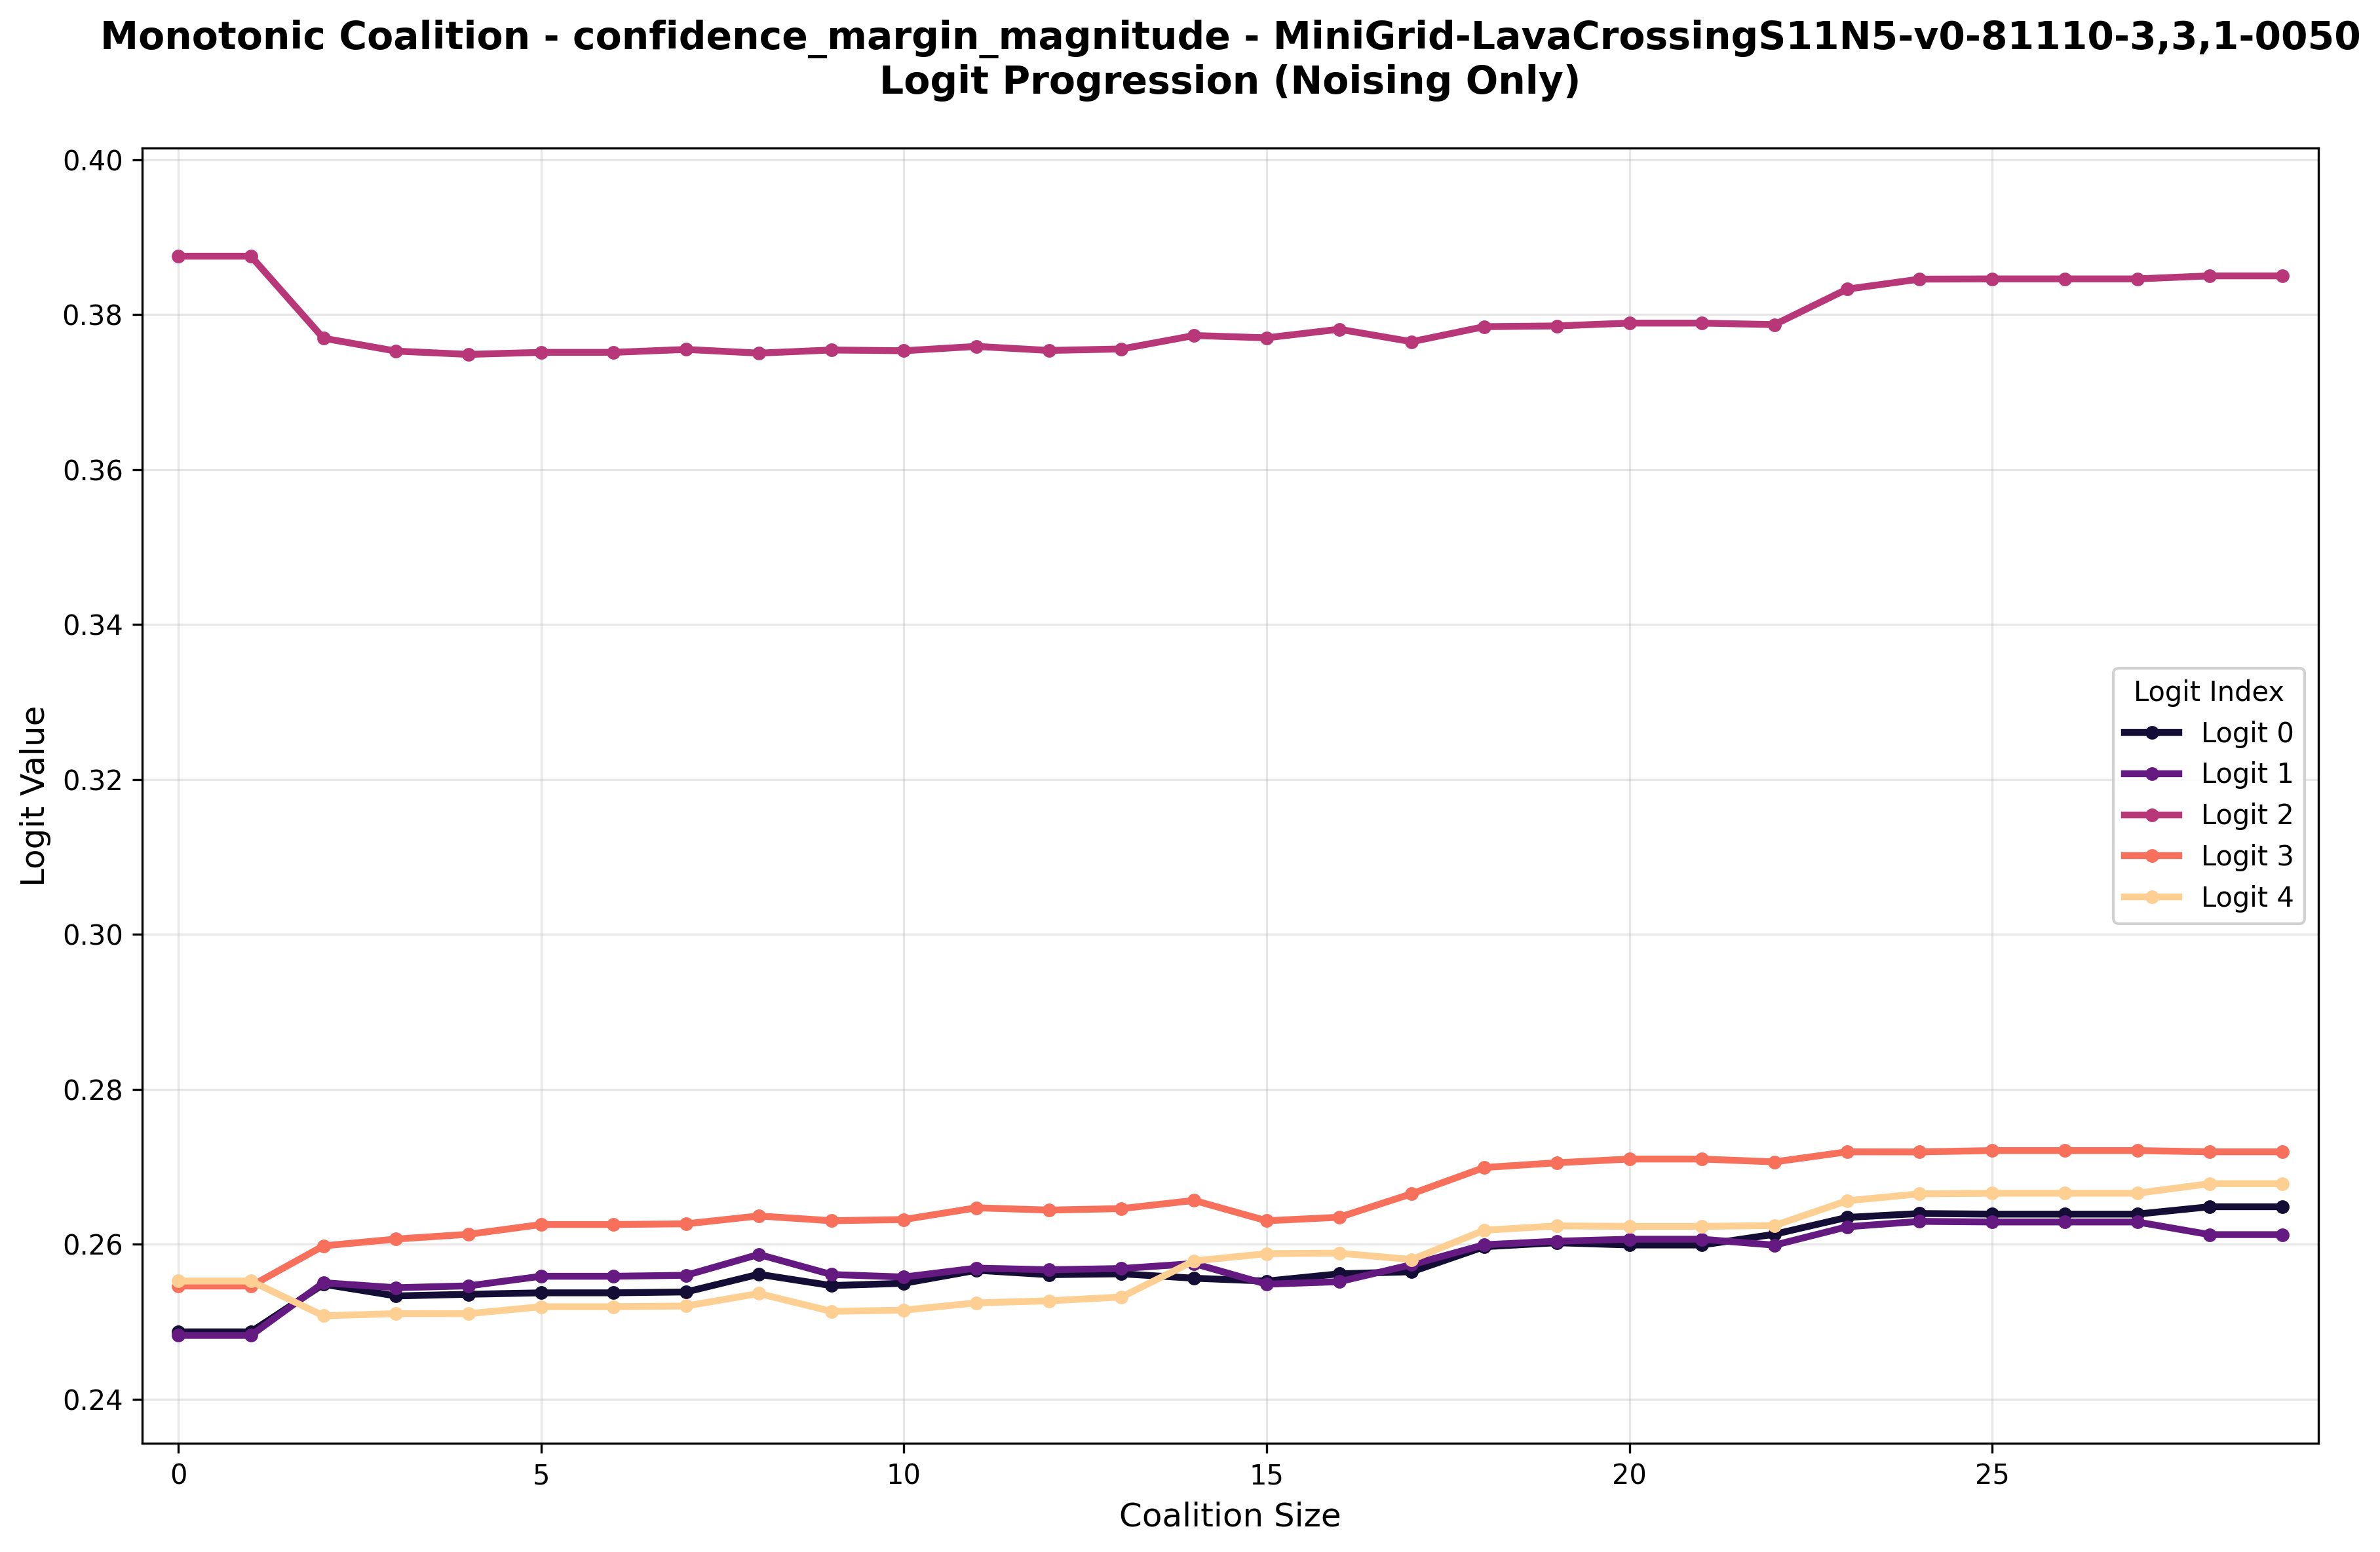 Monotonic Coalition - confidence_margin_magnitude - MiniGrid-LavaCrossingS11N5-v0-81110-3,3,1-0050
Logit Progression (Noising Only)
0.40
0.38
0.36
0.34
0.32
0.30
0.28
0.26
0.24
Logit Value
Logit Index
Logit 0
Logit 1
Logit 2
Logit 3
Logit 4
0 5 10 15 20 25
Coalition Size